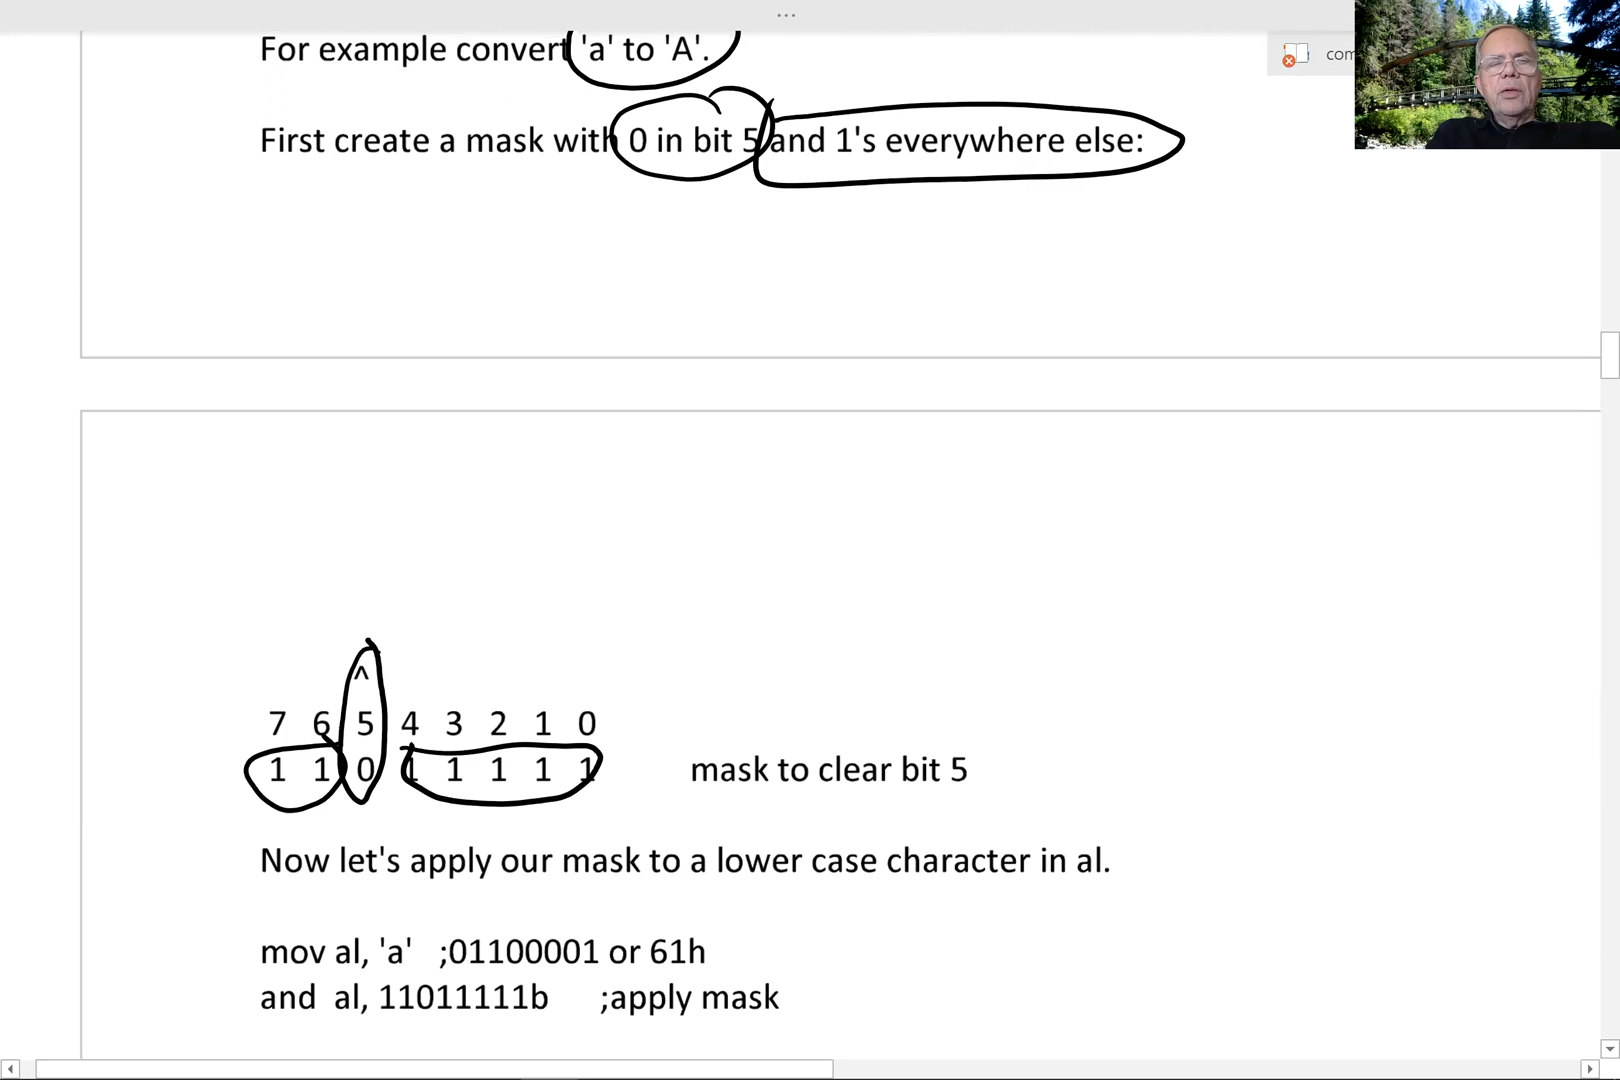 ...
For example convert 'a' to 'A'.
com
First create a mask with 0 in bit 5 and 1's everywhere else:
^
7 6 5 4 3 2 1 0
1 1 0 1 1 1 1 1 mask to clear bit 5
Now let's apply our mask to a lower case character in al.
mov al, 'a' ;01100001 or 61h
and al, 11011111b ;apply mask